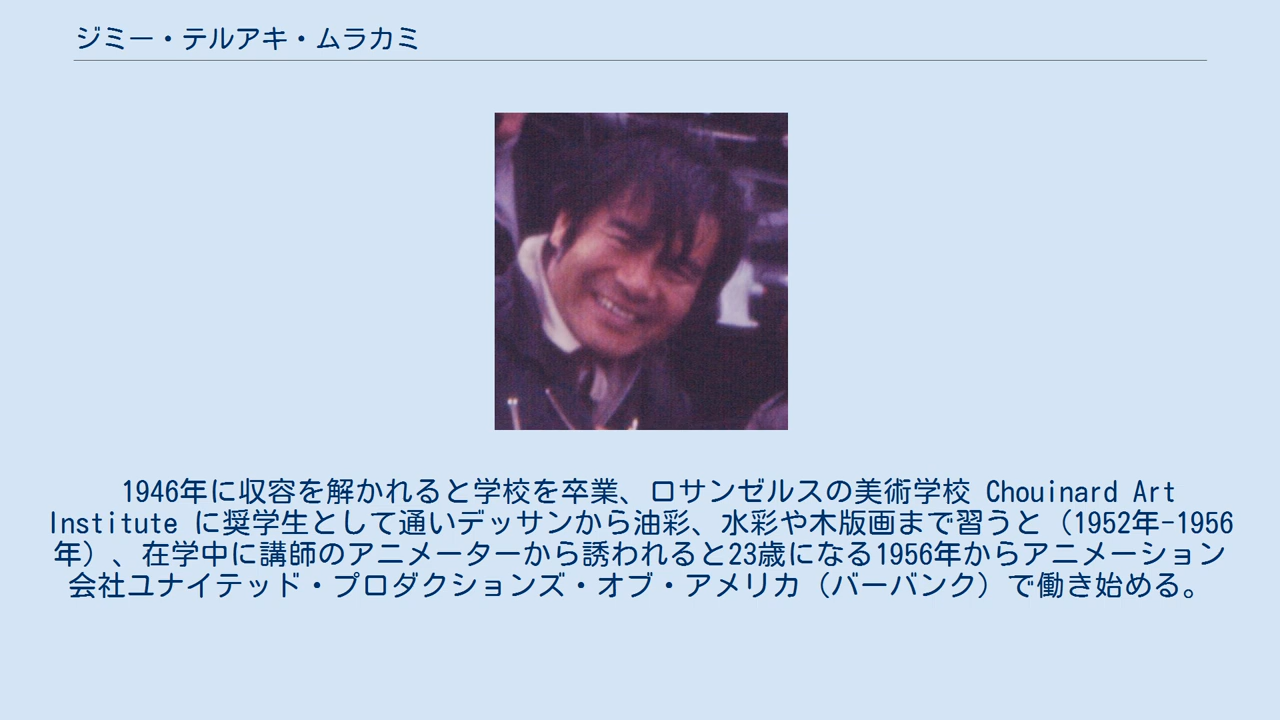 ジミー・テルアキ・ムラカミ
1946年に収容を解かれると学校を卒業、ロサンゼルスの美術学校 Chouinard Art
Institute に奨学生として通いデッサンから油彩、水彩や木版画まで習うと（1952年-1956
年）、在学中に講師のアニメーターから誘われると23歳になる1956年からアニメーション
会社ユナイテッド・プロダクションズ・オブ・アメリカ（バーバンク）で働き始める。